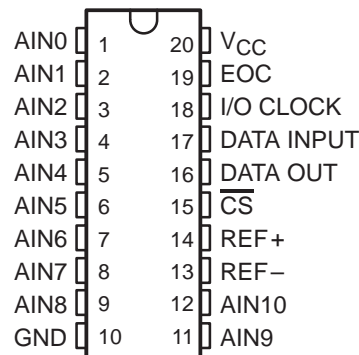 AIN0 1 20 VCC
AIN1 2 19 EOC
AIN2 3 18 I/O CLOCK
AIN3 4 17 DATA INPUT
AIN4 5 16 DATA OUT
AIN5 6 15 C̅S̅
AIN6 7 14 REF+
AIN7 8 13 REF−
AIN8 9 12 AIN10
GND 10 11 AIN9